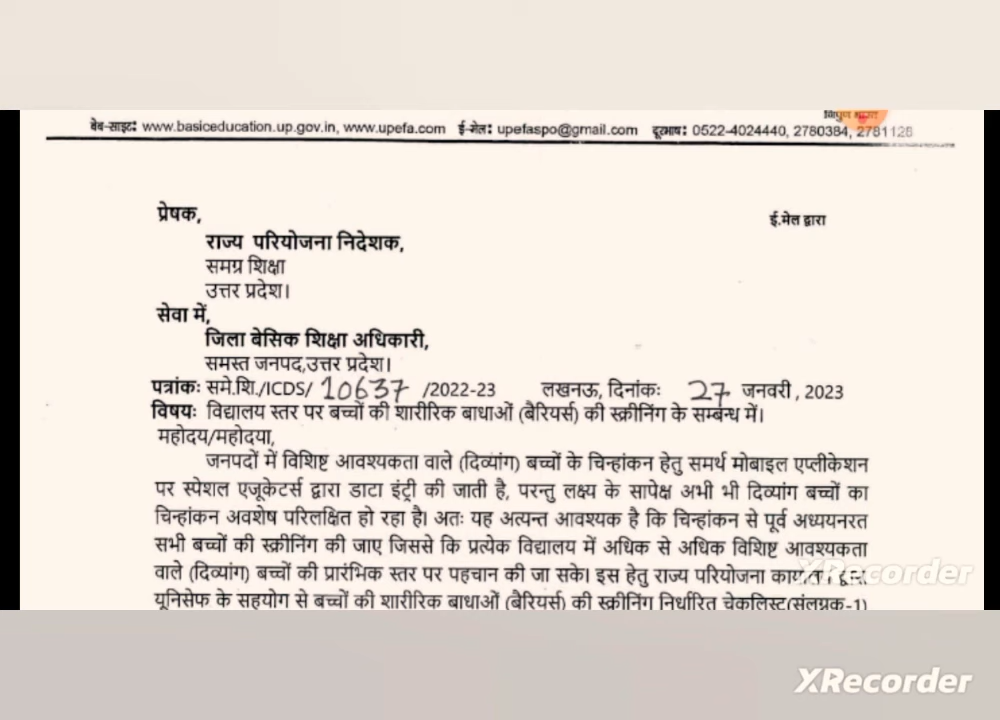 निपुण भारत
वेब-साइट: www.basiceducation.up.gov.in, www.upefa.com ई-मेल: upefaspo@gmail.com दूरभाष: 0522-4024440, 2780384, 2781128
प्रेषक,
ई.मेल द्वारा
राज्य परियोजना निदेशक,
समग्र शिक्षा
उत्तर प्रदेश।
सेवा में,
जिला बेसिक शिक्षा अधिकारी,
समस्त जनपद,उत्तर प्रदेश।
पत्रांकः समे.शि./ICDS/ 10637 /2022-23 लखनऊ, दिनांकः 27 जनवरी, 2023
विषयः विद्यालय स्तर पर बच्चों की शारीरिक बाधाओं (बैरियर्स) की स्क्रीनिंग के सम्बन्ध में।
महोदय/महोदया,
जनपदों में विशिष्ट आवश्यकता वाले (दिव्यांग) बच्चों के चिन्हांकन हेतु समर्थ मोबाइल एप्लीकेशन
पर स्पेशल एजूकेटर्स द्वारा डाटा इंट्री की जाती है, परन्तु लक्ष्य के सापेक्ष अभी भी दिव्यांग बच्चों का
चिन्हांकन अवशेष परिलक्षित हो रहा है। अतः यह अत्यन्त आवश्यक है कि चिन्हांकन से पूर्व अध्ययनरत
सभी बच्चों की स्क्रीनिंग की जाए जिससे कि प्रत्येक विद्यालय में अधिक से अधिक विशिष्ट आवश्यकता
वाले (दिव्यांग) बच्चों की प्रारंभिक स्तर पर पहचान की जा सके। इस हेतु राज्य परियोजना कार्यालय द्वारा
यूनिसेफ के सहयोग से बच्चों की शारीरिक बाधाओं (बैरियर्स) की स्क्रीनिंग निर्धारित चेकलिस्ट(संलग्नक-1)
XRecorder
XRecorder